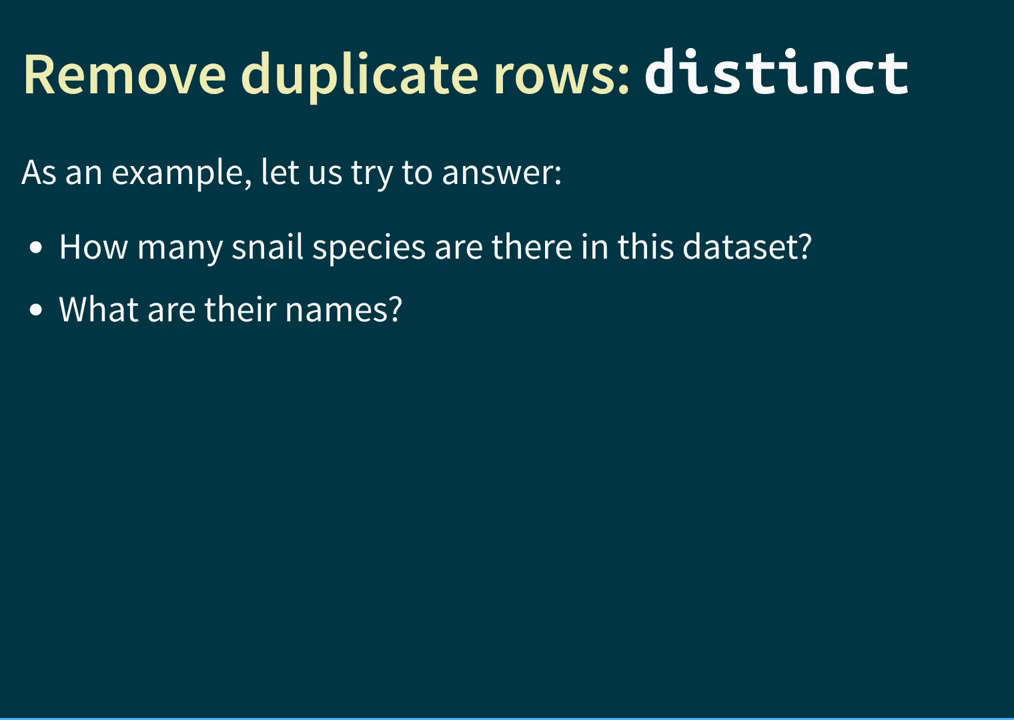 Remove duplicate rows: distinct
As an example, let us try to answer:
• How many snail species are there in this dataset?
• What are their names?